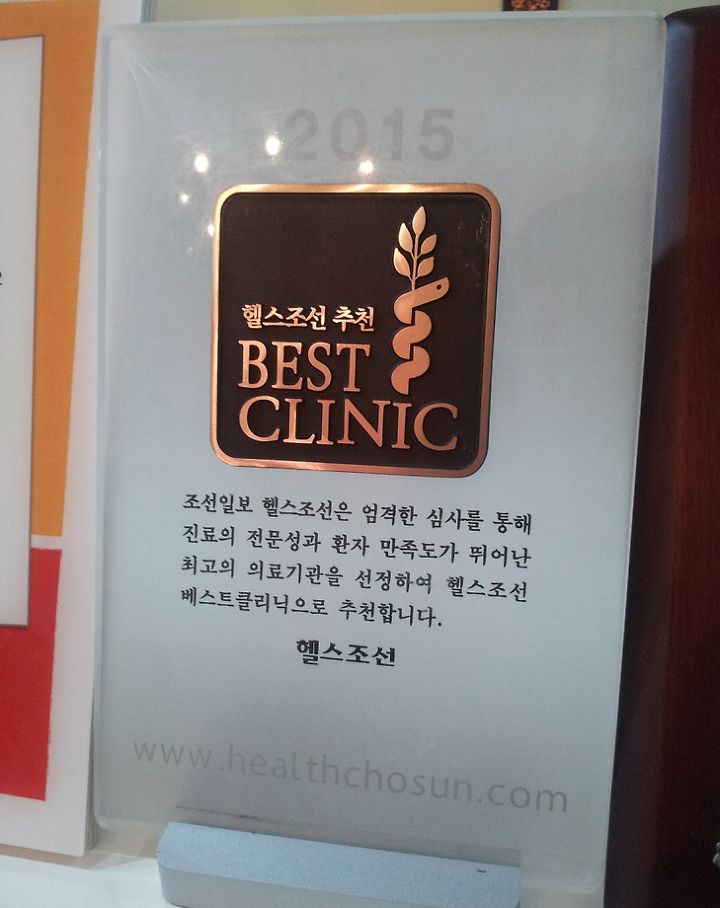 2015
헬스조선 추천
BEST
CLINIC
조선일보 헬스조선은 엄격한 심사를 통해
진료의 전문성과 환자 만족도가 뛰어난
최고의 의료기관을 선정하여 헬스조선
베스트클리닉으로 추천합니다.
헬스조선
www.healthchosun.com